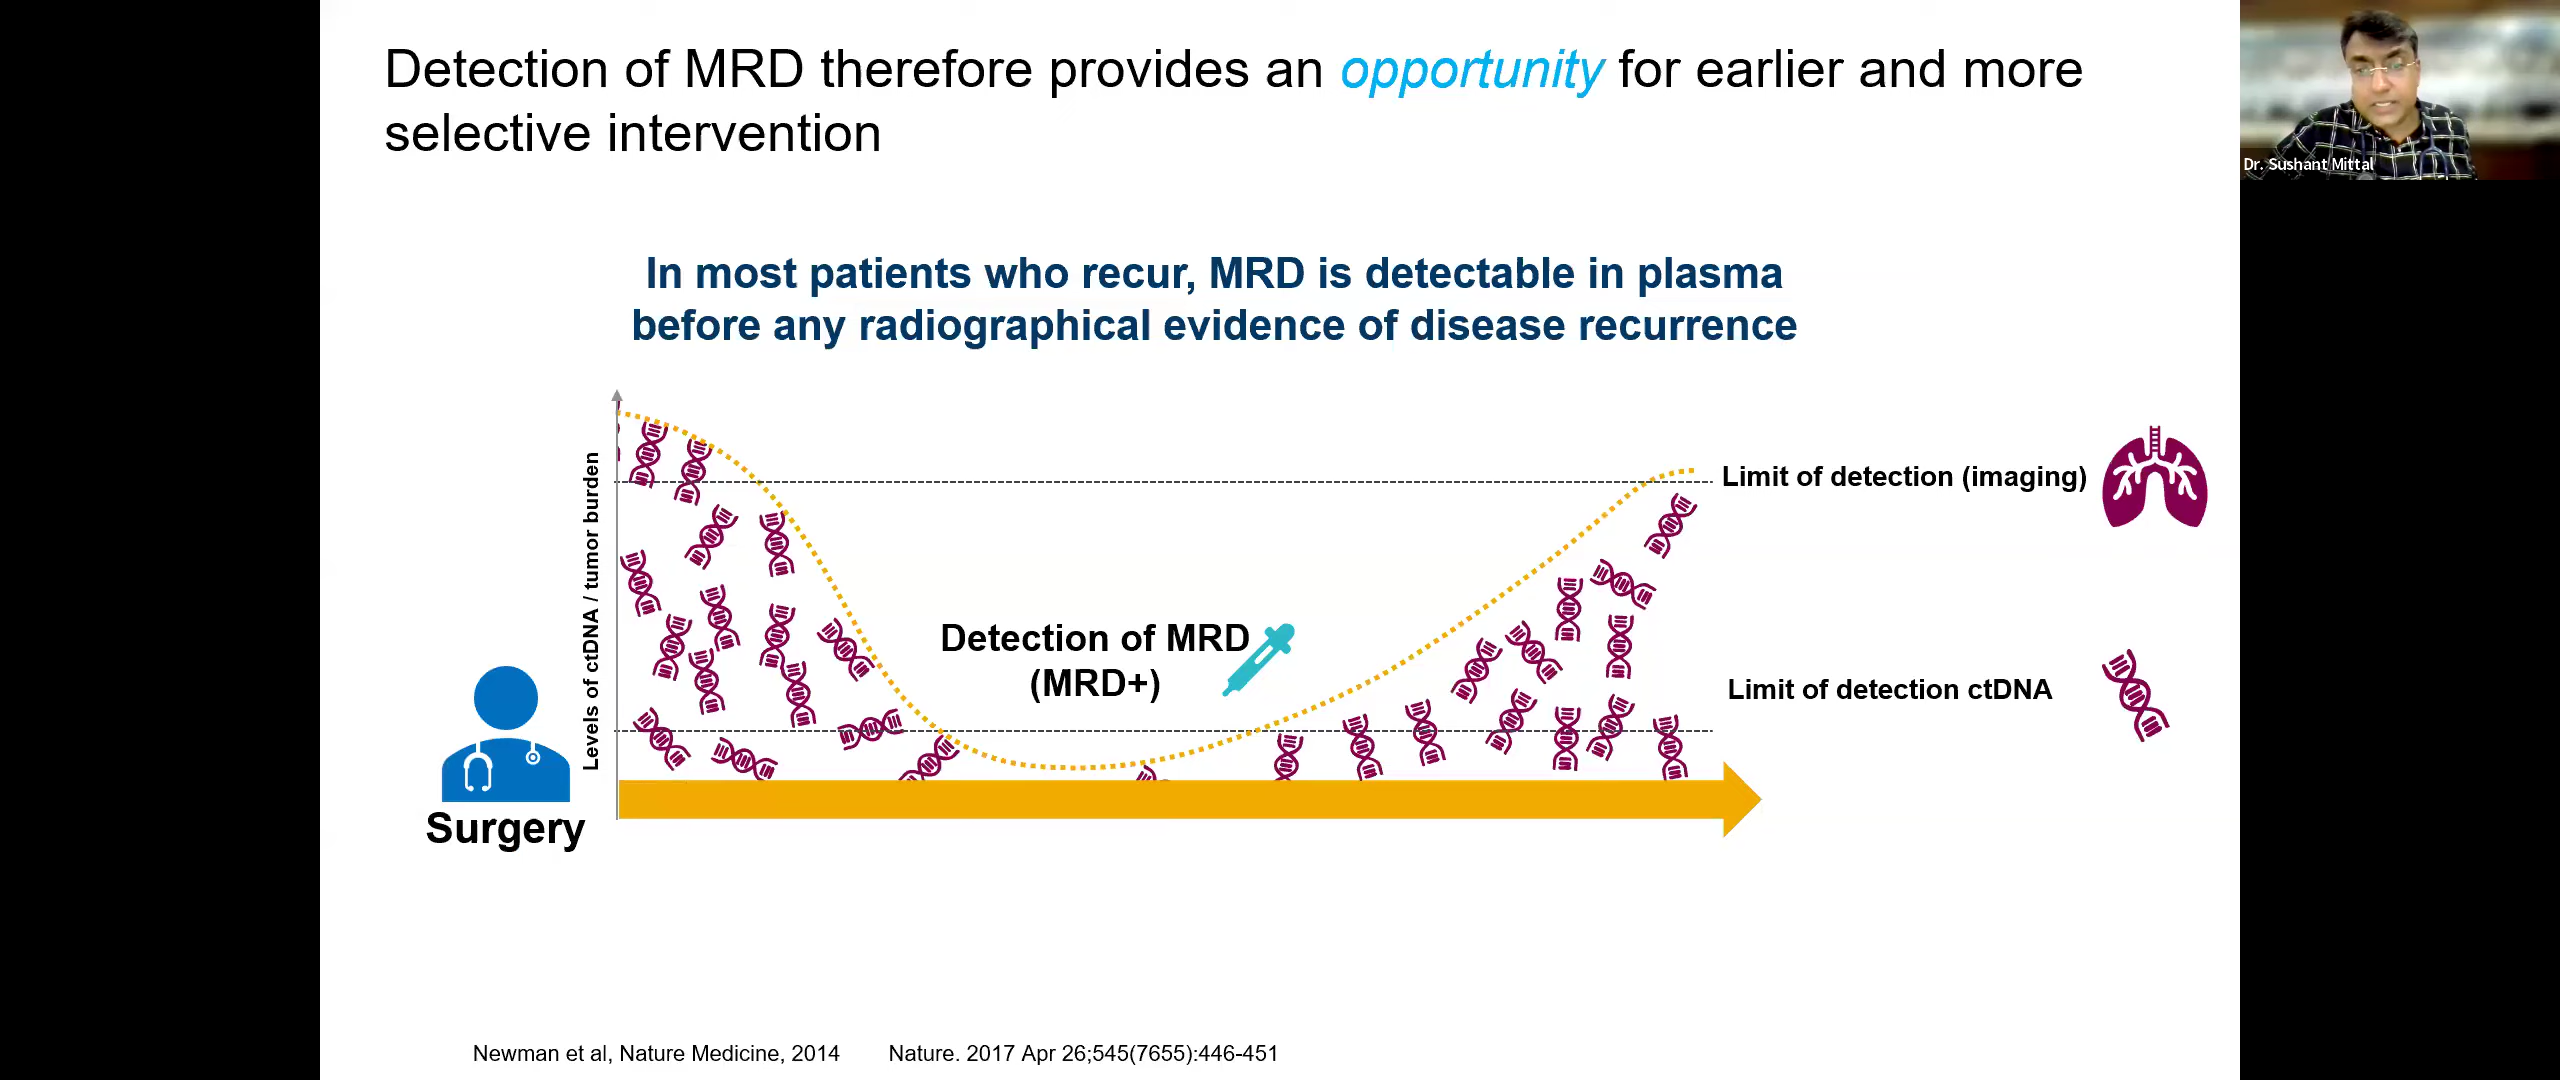 Detection of MRD therefore provides an opportunity for earlier and more
selective intervention
Dr. Sushant Mittal
In most patients who recur, MRD is detectable in plasma
before any radiographical evidence of disease recurrence
Levels of ctDNA / tumor burden
Limit of detection (imaging)
Detection of MRD
(MRD+)
Limit of detection ctDNA
Surgery
Newman et al, Nature Medicine, 2014
Nature. 2017 Apr 26;545(7655):446-451